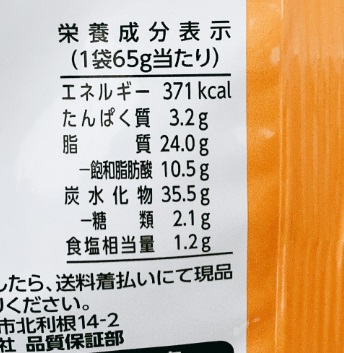 栄養成分表示
(1袋65g当たり)
エネルギー 371kcal
たんぱく質 3.2g
脂質 24.0g
－飽和脂肪酸 10.5g
炭水化物 35.5g
－糖類 2.1g
食塩相当量 1.2g
したら、送料着払いにて現品
りください。
市北利根14-2
社 品質保証部